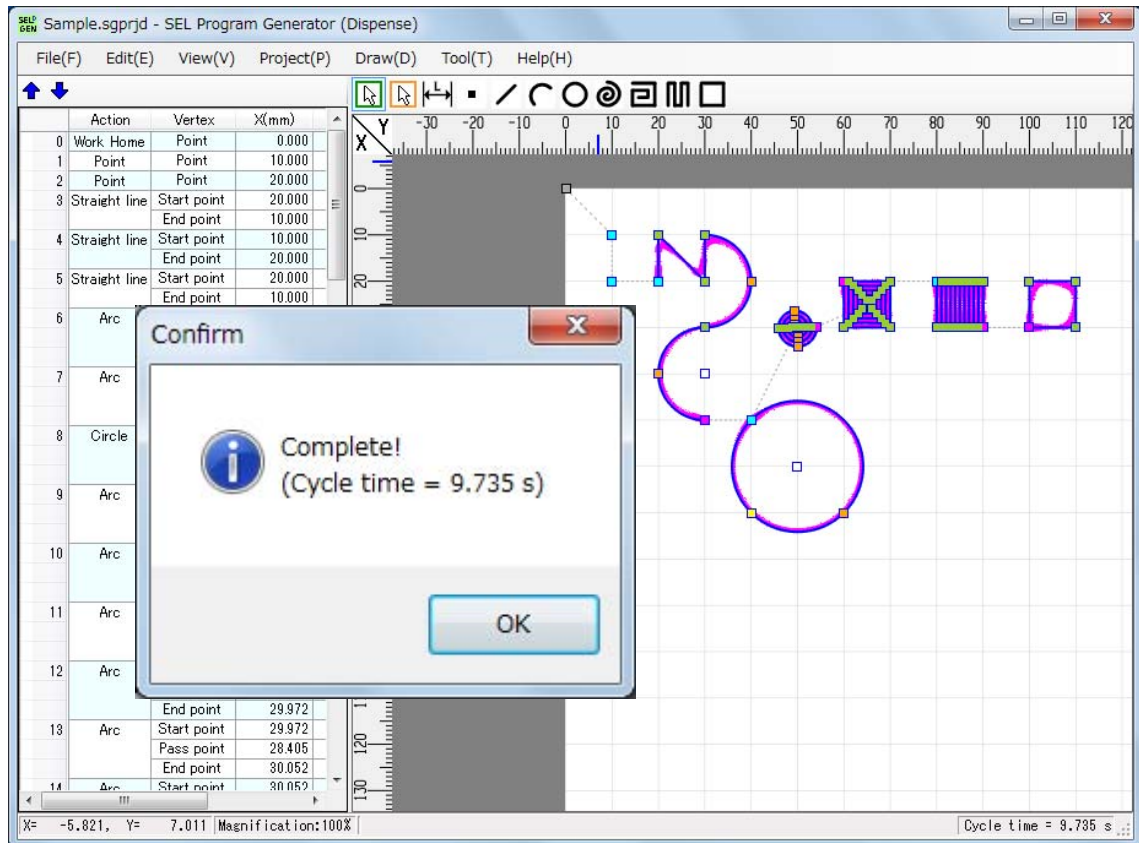 SEL GEN Sample.sgprjd - SEL Program Generator (Dispense)
File(F) Edit(E) View(V) Project(P) Draw(D) Tool(T) Help(H)
L
Action Vertex X(mm)
0 Work Home Point 0.000
1 Point Point 10.000
2 Point Point 20.000
3 Straight line Start point 20.000
End point 10.000
4 Straight line Start point 10.000
End point 20.000
5 Straight line Start point 20.000
End point 10.000
6 Arc
7 Arc
8 Circle
9 Arc
10 Arc
11 Arc
12 Arc
End point 29.972
13 Arc Start point 29.972
Pass point 28.405
End point 30.052
14 Arc Start point 30.052
Y
X
-30 -20 -10 0 10 20 30 40 50 60 70 80 90 100 110 120
0
10
20
120
130
Confirm
Complete!
(Cycle time = 9.735 s)
OK
X= -5.821, Y= 7.011 Magnification:100% Cycle time = 9.735 s